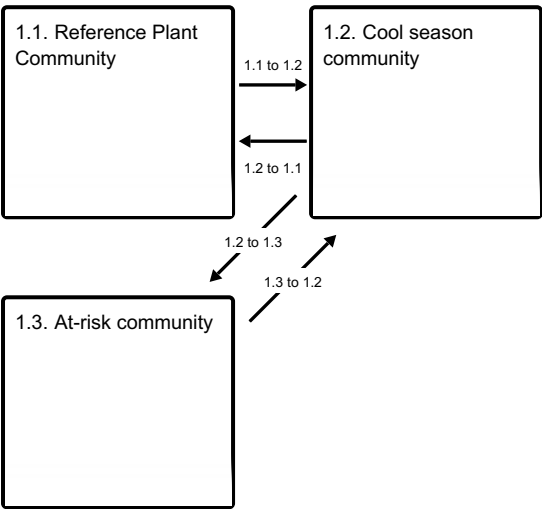 1.1. Reference Plant
Community
1.1 to 1.2
1.2. Cool season
community
1.2 to 1.1
1.2 to 1.3
1.3 to 1.2
1.3. At-risk community